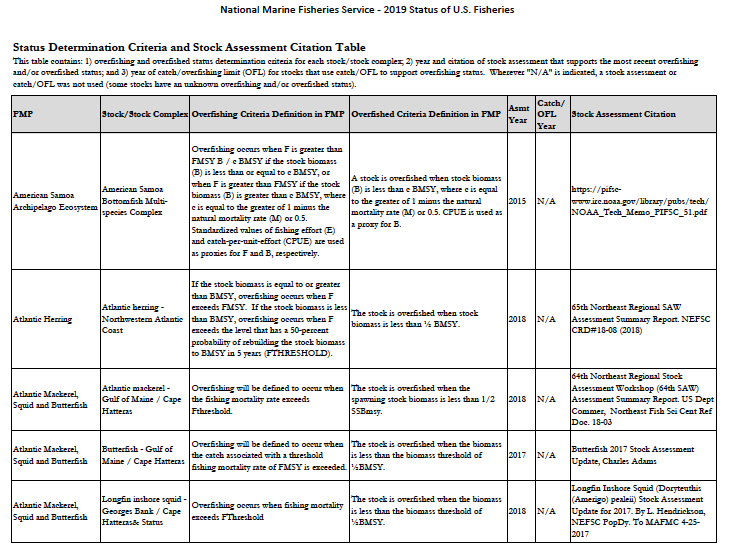 National Marine Fisheries Service - 2019 Status of U.S. Fisheries
Status Determination Criteria and Stock Assessment Citation Table
This table contains: 1) overfishing and overfished status determination criteria for each stock/stock complex; 2) year and citation of stock assessment that supports the most recent overfishing
and/or overfished status; and 3) year of catch/overfishing limit (OFL) for stocks that use catch/OFL to support overfishing status. Wherever "N/A" is indicated, a stock assessment or
catch/OFL was not used (some stocks have an unknown overfishing and/or overfished status).
FMP
Stock/Stock Complex
Overfishing Criteria Definition in FMP
Overfished Criteria Definition in FMP
Asmt
Year
Catch/
OFL
Year
Stock Assessment Citation
American Samoa
Archipelago Ecosystem
American Samoa
Bottomfish Multi-
species Complex
Overfishing occurs when F is greater than
FMSY B / c BMSY if the stock biomass
(B) is less than or equal to c BMSY, or
when F is greater than FMSY if the stock
biomass (B) is greater than c BMSY, where
c is equal to the greater of 1 minus the
natural mortality rate (M) or 0.5.
Standardized values of fishing effort (E)
and catch-per-unit-effort (CPUE) are used
as proxies for F and B, respectively.
A stock is overfished when stock biomass
(B) is less than c BMSY, where c is equal
to the greater of 1 minus the natural
mortality rate (M) or 0.5. CPUE is used as
a proxy for B.
2015
N/A
https://pifsc-
www.irc.noaa.gov/library/pubs/tech/
NOAA_Tech_Memo_PIFSC_51.pdf
Atlantic Herring
Atlantic herring -
Northwestern Atlantic
Coast
If the stock biomass is equal to or greater
than BMSY, overfishing occurs when F
exceeds FMSY. If the stock biomass is less
than BMSY, overfishing occurs when F
exceeds the level that has a 50-percent
probability of rebuilding the stock biomass
to BMSY in 5 years (FTHRESHOLD).
The stock is overfished when stock
biomass is less than ½ BMSY.
2018
N/A
65th Northeast Regional SAW
Assessment Summary Report. NEFSC
CRD#18-08 (2018)
Atlantic Mackerel,
Squid and Butterfish
Atlantic mackerel -
Gulf of Maine / Cape
Hatteras
Overfishing will be defined to occur when
the fishing mortality rate exceeds
Fthreshold.
The stock is overfished when the
spawning stock biomass is less than 1/2
SSBmsy.
2018
N/A
64th Northeast Regional Stock
Assessment Workshop (64th SAW)
Assessment Summary Report. US Dept
Commer, Northeast Fish Sci Cent Ref
Doc. 18-03
Atlantic Mackerel,
Squid and Butterfish
Butterfish - Gulf of
Maine / Cape Hatteras
Overfishing will be defined to occur when
the catch associated with a threshold
fishing mortality rate of FMSY is exceeded.
The stock is overfished when the biomass
is less than the biomass threshold of
½BMSY.
2017
N/A
Butterfish 2017 Stock Assessment
Update, Charles Adams
Atlantic Mackerel,
Squid and Butterfish
Longfin inshore squid -
Georges Bank / Cape
Hatteras& Status
Overfishing occurs when fishing mortality
exceeds FThreshold
The stock is overfished when the biomass
is less than the biomass threshold of
½BMSY.
2018
N/A
Longfin Inshore Squid (Doryteuthis
(Amerigo) pealeii) Stock Assessment
Update for 2017. By L. Hendrickson,
NEFSC PopDy. To MAFMC 4-25-
2017